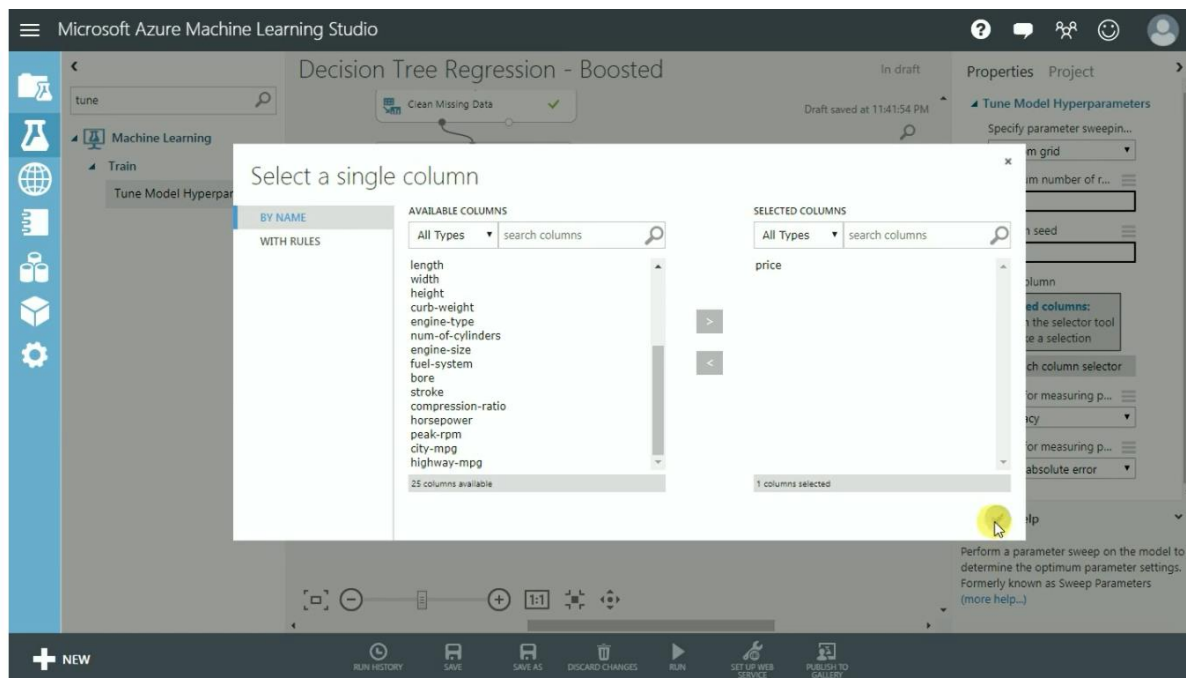 Microsoft Azure Machine Learning Studio
?
tune
Machine Learning
Train
Tune Model Hyperpar
Decision Tree Regression - Boosted
In draft
Clean Missing Data
Draft saved at 11:41:54 PM
Properties Project
Tune Model Hyperparameters
Specify parameter sweepin...
m grid
m number of r...
seed
ed columns:
the selector tool
e a selection
ch column selector
or measuring p...
acy
or measuring p...
absolute error
elp
Perform a parameter sweep on the model to
determine the optimum parameter settings.
Formerly known as Sweep Parameters
(more help...)
Select a single column
×
BY NAME
WITH RULES
AVAILABLE COLUMNS
All Types search columns
length
width
height
curb-weight
engine-type
num-of-cylinders
engine-size
fuel-system
bore
stroke
compression-ratio
horsepower
peak-rpm
city-mpg
highway-mpg
25 columns available
>
<
SELECTED COLUMNS
All Types search columns
price
1 columns selected
1:1
NEW
RUN HISTORY
SAVE
SAVE AS
DISCARD CHANGES
RUN
SET UP WEB
SERVICE
PUBLISH TO
GALLERY